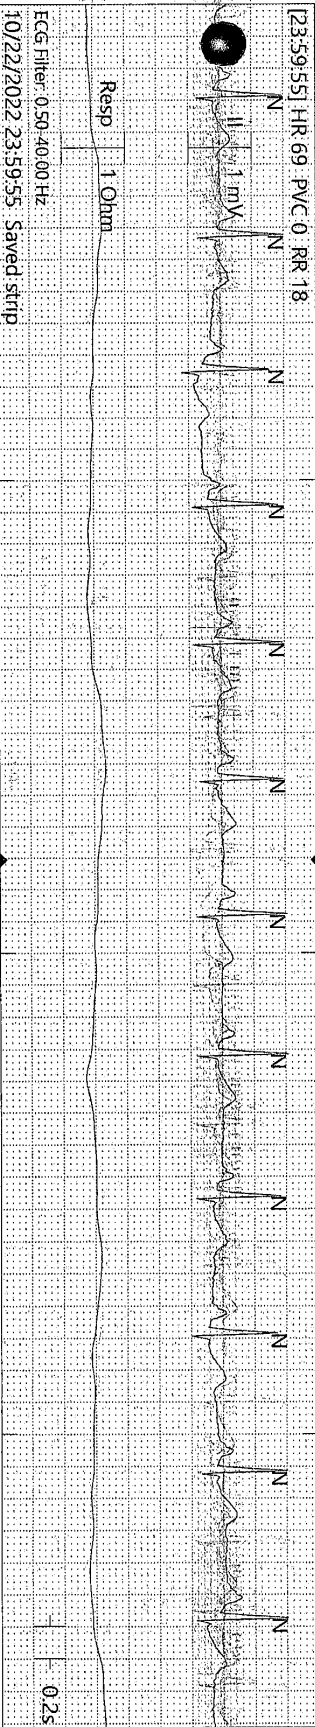 [23:59:55] HR 69 PVC 0 RR 18
N N N N N N N N N N N N
II 1 mV
Resp 1 Ohm
0.2s
ECG Filter: 0.50-40.00 Hz
10/22/2022 23:59:55 Saved strip